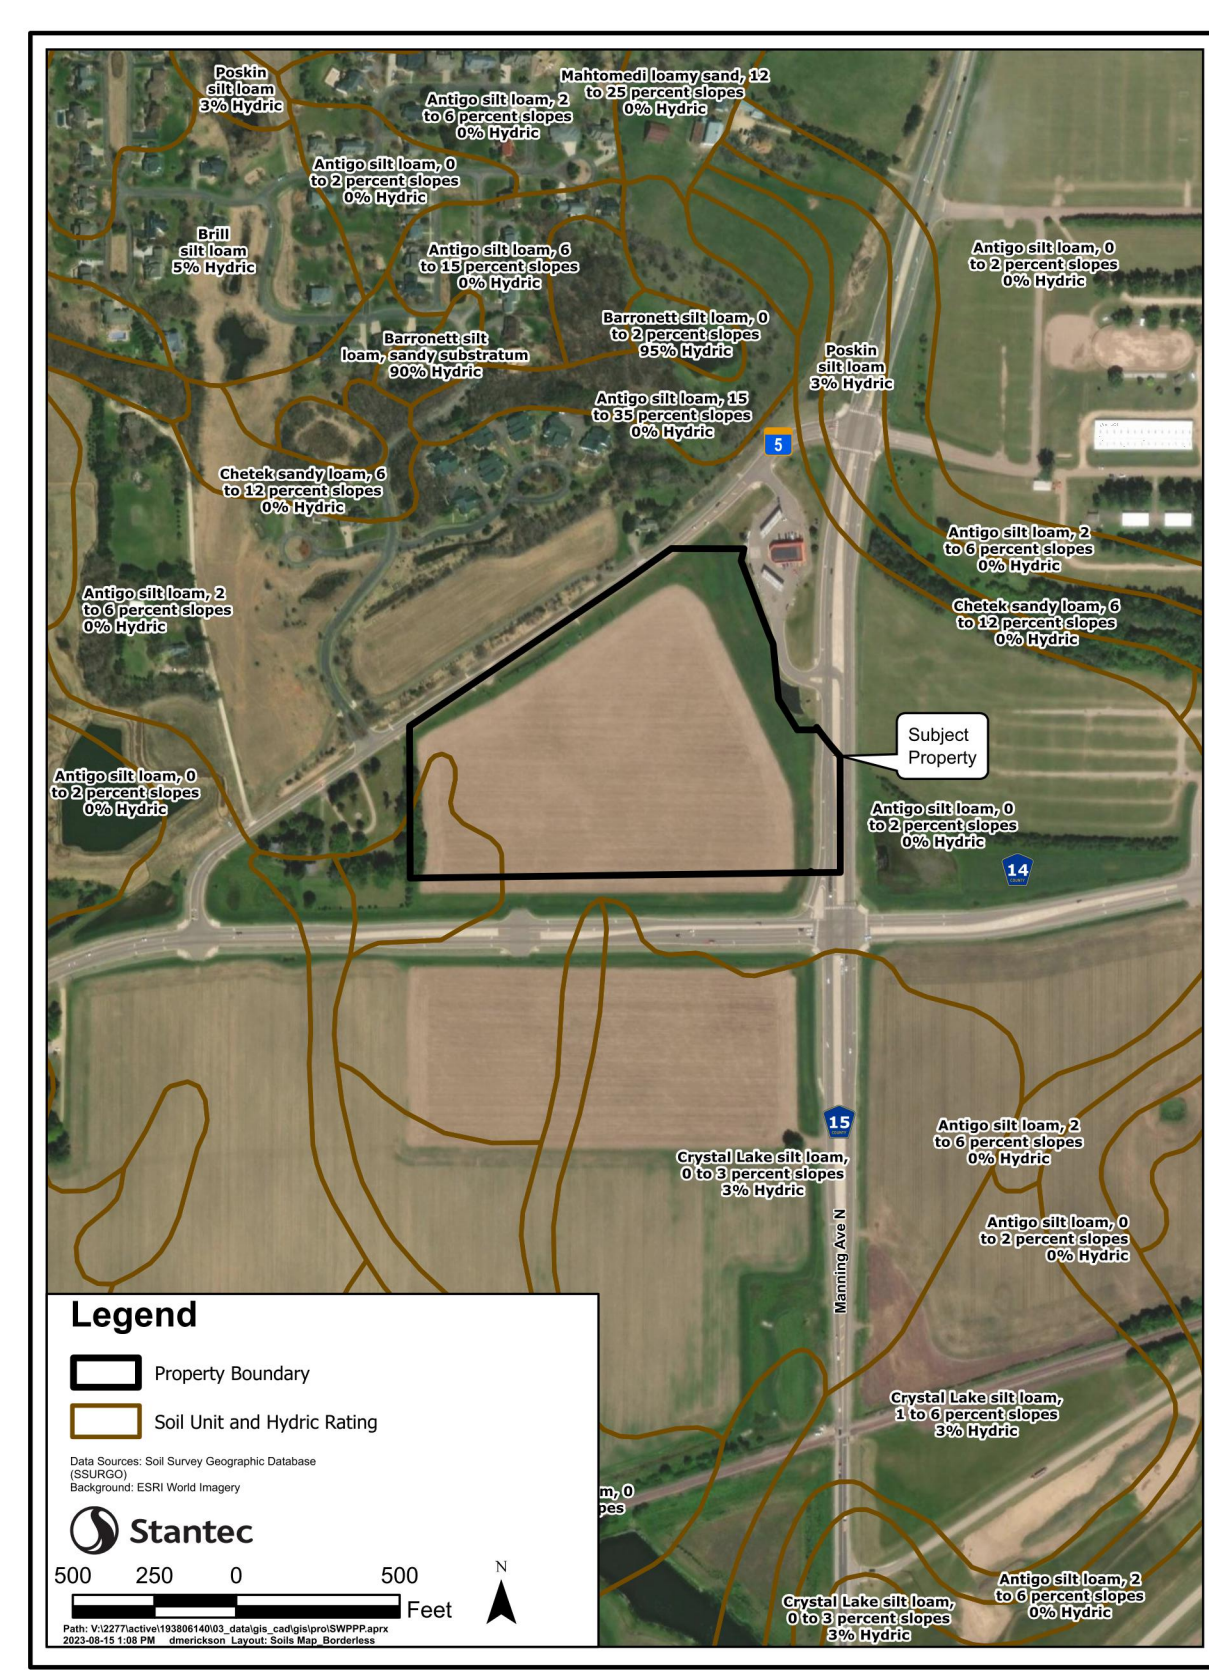 Poskin
silt loam
3% Hydric
Mahtomedi loamy sand, 12
to 25 percent slopes
0% Hydric
Antigo silt loam, 2
to 6 percent slopes
0% Hydric
Antigo silt loam, 0
to 2 percent slopes
0% Hydric
Brill
silt loam
5% Hydric
Antigo silt loam, 6
to 15 percent slopes
0% Hydric
Antigo silt loam, 0
to 2 percent slopes
0% Hydric
Barronett silt
loam, sandy substratum
90% Hydric
Barronett silt loam, 0
to 2 percent slopes
95% Hydric
Poskin
silt loam
3% Hydric
Antigo silt loam, 15
to 35 percent slopes
0% Hydric
5
Chetek sandy loam, 6
to 12 percent slopes
0% Hydric
Antigo silt loam, 2
to 6 percent slopes
0% Hydric
Antigo silt loam, 2
to 6 percent slopes
0% Hydric
Chetek sandy loam, 6
to 12 percent slopes
0% Hydric
Subject
Property
Antigo silt loam, 0
to 2 percent slopes
0% Hydric
Antigo silt loam, 0
to 2 percent slopes
0% Hydric
14
COUNTY
15
COUNTY
Antigo silt loam, 2
to 6 percent slopes
0% Hydric
Crystal Lake silt loam,
0 to 3 percent slopes
3% Hydric
Manning Ave N
Antigo silt loam, 0
to 2 percent slopes
0% Hydric
Crystal Lake silt loam,
1 to 6 percent slopes
3% Hydric
m, 0
pes
Antigo silt loam, 2
to 6 percent slopes
0% Hydric
Crystal Lake silt loam,
0 to 3 percent slopes
3% Hydric
Legend
Property Boundary
Soil Unit and Hydric Rating
Data Sources: Soil Survey Geographic Database
(SSURGO)
Background: ESRI World Imagery
Stantec
N
500 250 0 500
Feet
Path: V:\2277\active\193806140\03_data\gis_cad\gis\pro\SWPPP.aprx
2023-08-15 1:08 PM dmerickson Layout: Soils Map_Borderless